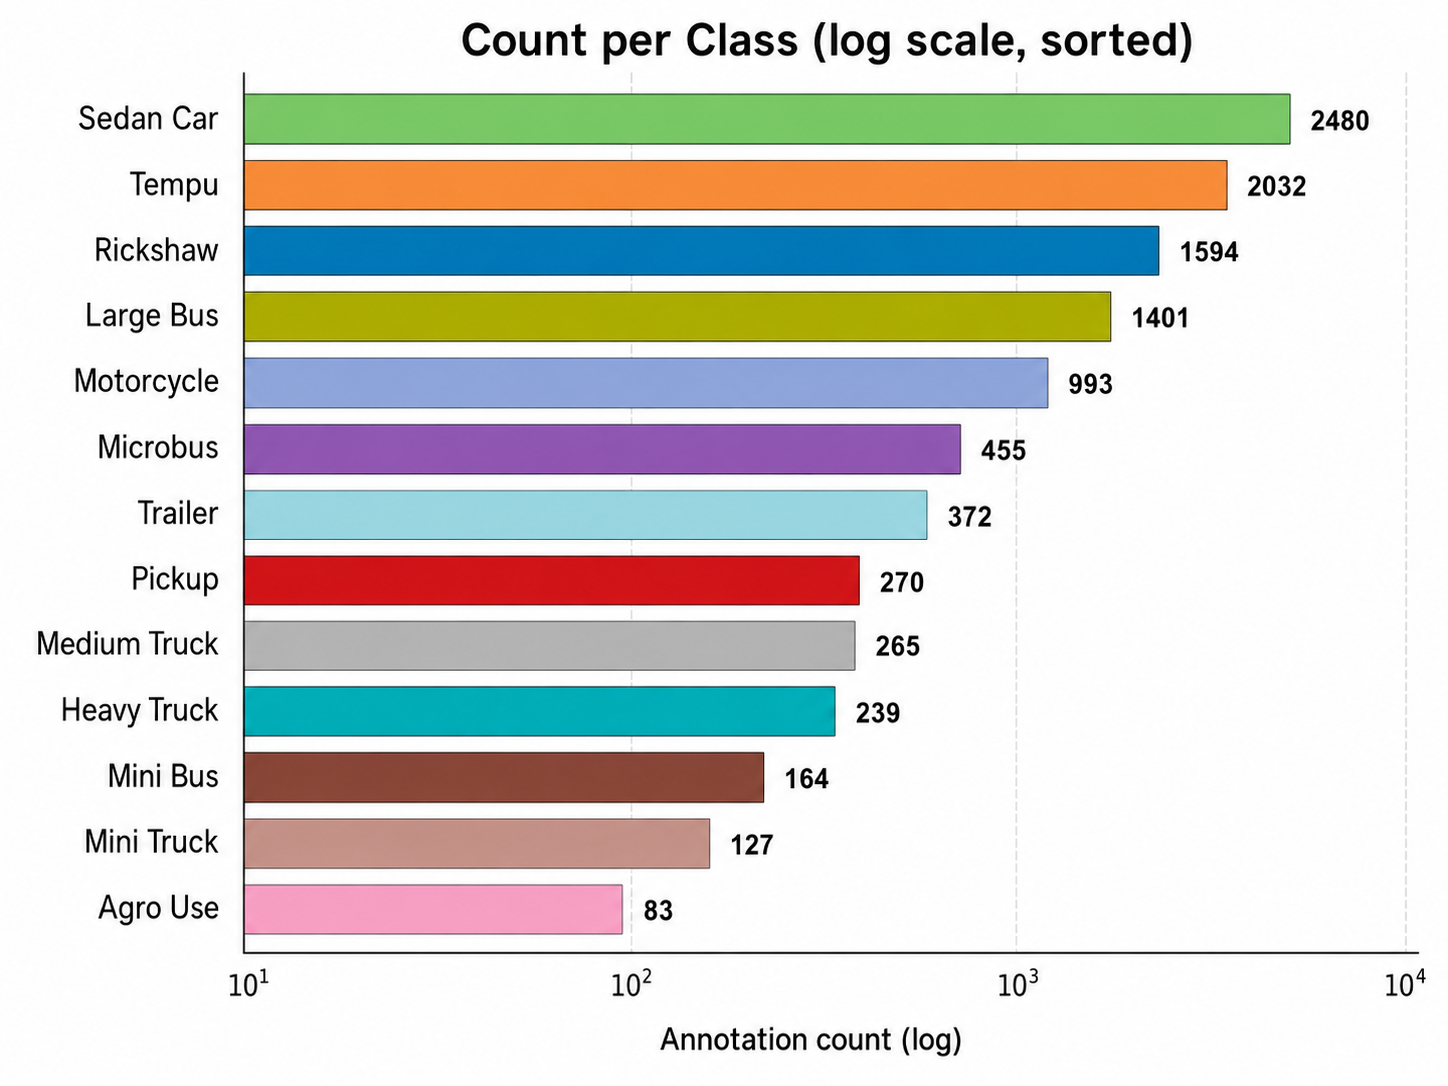 Count per Class (log scale, sorted)
Sedan Car 2480
Tempu 2032
Rickshaw 1594
Large Bus 1401
Motorcycle 993
Microbus 455
Trailer 372
Pickup 270
Medium Truck 265
Heavy Truck 239
Mini Bus 164
Mini Truck 127
Agro Use 83
10¹ 10² 10³ 10⁴
Annotation count (log)